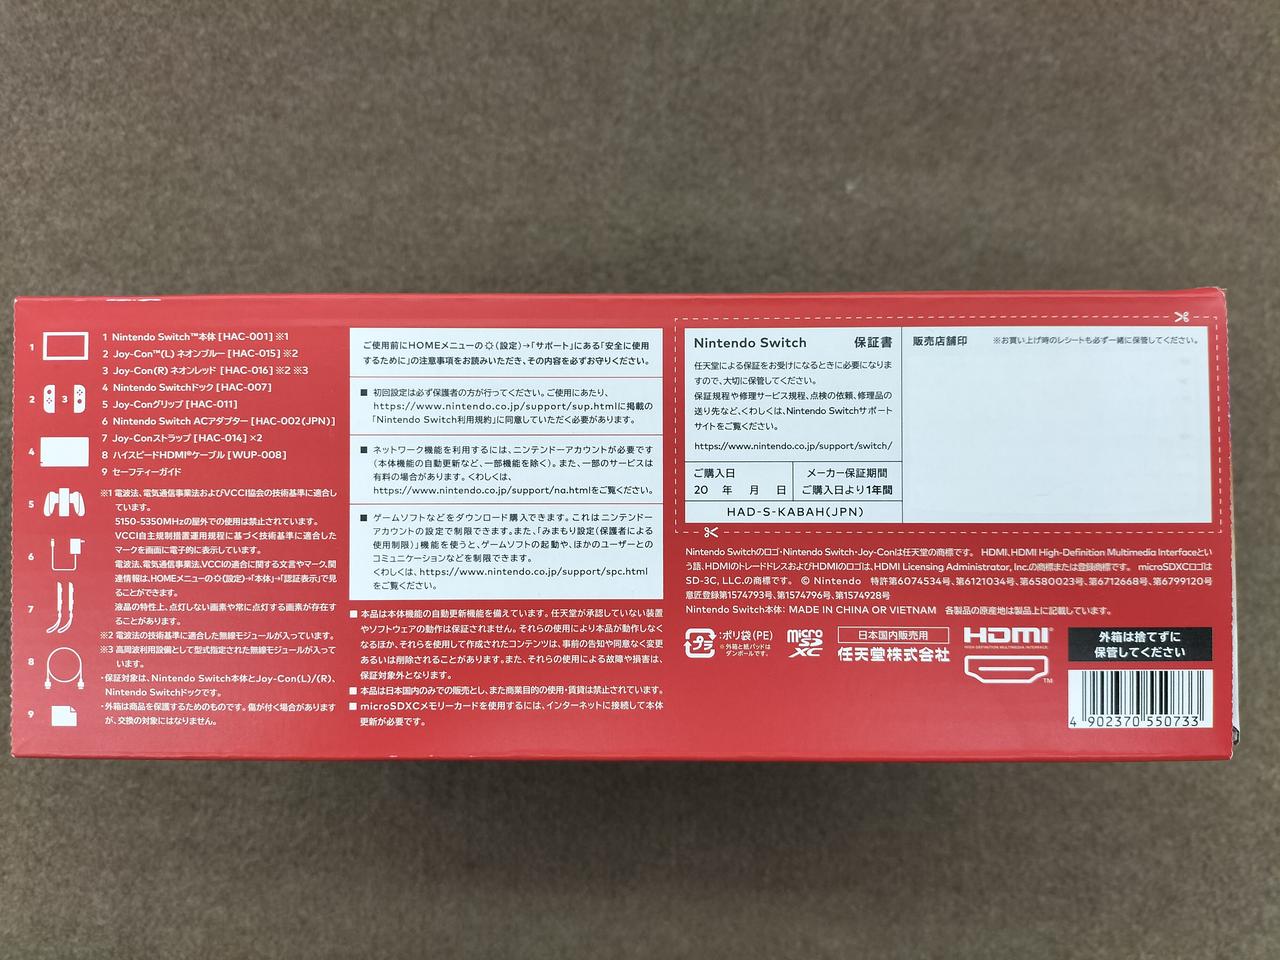 1
2
3
4
5
6
7
8
9
1 Nintendo Switch™本体 [HAC-001] ※1
2 Joy-Con™(L) ネオンブルー [HAC-015] ※2
3 Joy-Con(R) ネオンレッド [HAC-016] ※2 ※3
4 Nintendo Switchドック [HAC-007]
5 Joy-Conグリップ [HAC-011]
6 Nintendo Switch ACアダプター [HAC-002(JPN)]
7 Joy-Conストラップ [HAC-014] ×2
8 ハイスピードHDMI®ケーブル [WUP-008]
9 セーフティーガイド
※1 電波法、電気通信事業法およびVCCI協会の技術基準に適合し
ています。
5150-5350MHzの屋外での使用は禁止されています。
VCCI自主規制措置運用規程に基づく技術基準に適合した
マークを画面に電子的に表示しています。
電波法、電気通信事業法、VCCIの適合に関する文言やマーク、関
連情報は、HOMEメニューの(設定)→「本体」→「認証表示」で見
ることができます。
液晶の特性上、点灯しない画素や常に点灯する画素が存在す
ることがあります。
※2 電波法の技術基準に適合した無線モジュールが入っています。
※3 高周波利用設備として型式指定された無線モジュールが入って
います。
・保証対象は、Nintendo Switch本体とJoy-Con(L)/(R)、
Nintendo Switchドックです。
・外箱は商品を保護するためのものです。傷が付く場合があります
が、交換の対象にはなりません。
ご使用前にHOMEメニューの(設定)→「サポート」にある「安全に使用
するために」の注意事項をお読みいただき、その内容を必ずお守りください。
■ 初回設定は必ず保護者の方が行ってください。ご使用にあたり、
https://www.nintendo.co.jp/support/sup.htmlに掲載の
「Nintendo Switch利用規約」に同意していただく必要があります。
■ ネットワーク機能を利用するには、ニンテンドーアカウントが必要です
(本体機能の自動更新など、一部機能を除く)。また、一部のサービスは
有料の場合があります。くわしくは、
https://www.nintendo.co.jp/support/na.htmlをご覧ください。
■ ゲームソフトなどをダウンロード購入できます。これはニンテンドー
アカウントの設定で制限できます。また、「みまもり設定(保護者による
使用制限)」機能を使うと、ゲームソフトの起動や、ほかのユーザーとの
コミュニケーションなどを制限できます。
くわしくは、https://www.nintendo.co.jp/support/spc.html
をご覧ください。
■ 本品は本体機能の自動更新機能を備えています。任天堂が承認していない装置
やソフトウェアの動作は保証されません。それらの使用により本品が動作しなく
なるほか、それらを使用して作成されたコンテンツは、事前の告知や同意なく変更
あるいは削除されることがあります。また、それらの使用による故障や損害は、
保証対象外となります。
■ 本品は日本国内のみでの販売とし、また商業目的の使用・賃貸は禁止されています。
■ microSDXCメモリーカードを使用するには、インターネットに接続して本体
更新が必要です。
Nintendo Switch 保証書
任天堂による保証をお受けになるときに必要になりま
すので、大切に保管してください。
保証規程や修理サービス規程、点検の依頼、修理品の
送り先など、くわしくは、Nintendo Switchサポート
サイトをご覧ください。
https://www.nintendo.co.jp/support/switch/
ご購入日
20 年 月 日
メーカー保証期間
ご購入日より1年間
HAD-S-KABAH(JPN)
販売店舗印 ※お買い上げ時のレシートも必ず一緒に保管してください。
Nintendo Switchのロゴ・Nintendo Switch・Joy-Conは任天堂の商標です。 HDMI、HDMI High-Definition Multimedia Interfaceとい
う語、HDMIのトレードドレスおよびHDMIのロゴは、HDMI Licensing Administrator, Inc.の商標または登録商標です。 microSDXCロゴは
SD-3C, LLC.の商標です。 © Nintendo 特許第6074534号、第6121034号、第6580023号、第6712668号、第6799120号
意匠登録第1574793号、第1574796号、第1574928号
Nintendo Switch本体: MADE IN CHINA OR VIETNAM 各製品の原産地は製品上に記載しています。
プラ
:ポリ袋(PE)
※外箱と紙パッドは
ダンボールです。
micro
SD
XC
日本国内販売用
任天堂株式会社
HDMI®
HIGH-DEFINITION MULTIMEDIA INTERFACE
TM
外箱は捨てずに
保管してください
4 902370 550733